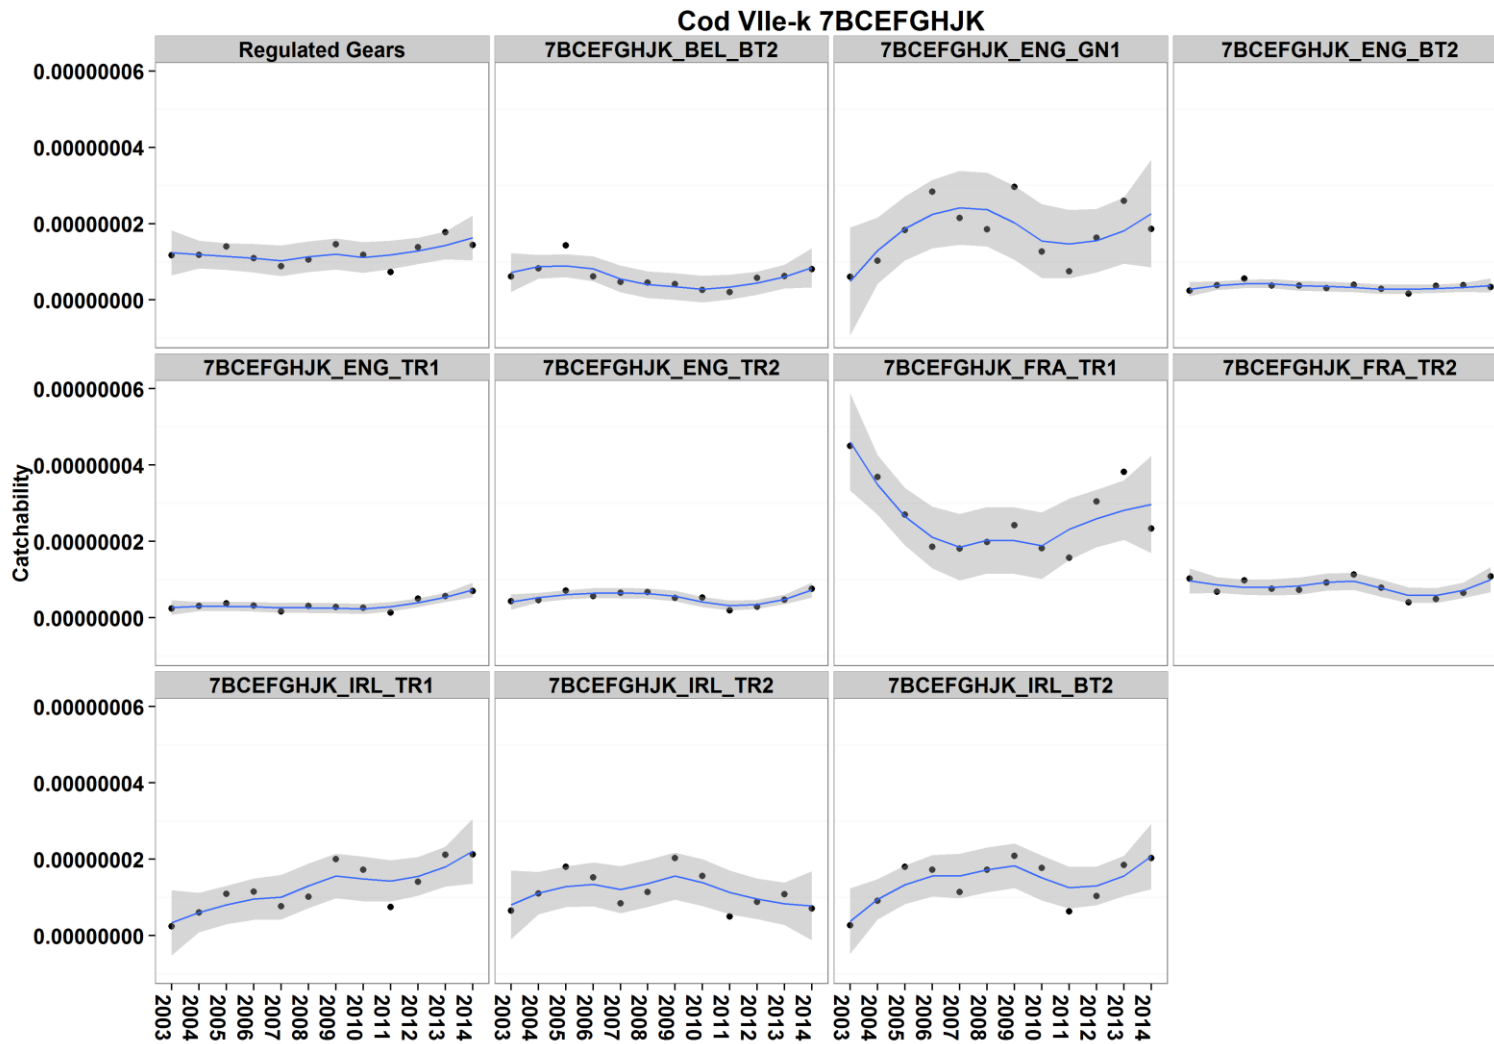 Cod VIIe-k 7BCEFGHJK
Regulated Gears 7BCEFGHJK_BEL_BT2 7BCEFGHJK_ENG_GN1 7BCEFGHJK_ENG_BT2
0.00000006
0.00000004
0.00000002
0.00000000
7BCEFGHJK_ENG_TR1 7BCEFGHJK_ENG_TR2 7BCEFGHJK_FRA_TR1 7BCEFGHJK_FRA_TR2
0.00000006
0.00000004
0.00000002
0.00000000
Catchability
7BCEFGHJK_IRL_TR1 7BCEFGHJK_IRL_TR2 7BCEFGHJK_IRL_BT2
0.00000006
0.00000004
0.00000002
0.00000000
2003 2004 2005 2006 2007 2008 2009 2010 2011 2012 2013 2014 2003 2004 2005 2006 2007 2008 2009 2010 2011 2012 2013 2014 2003 2004 2005 2006 2007 2008 2009 2010 2011 2012 2013 2014